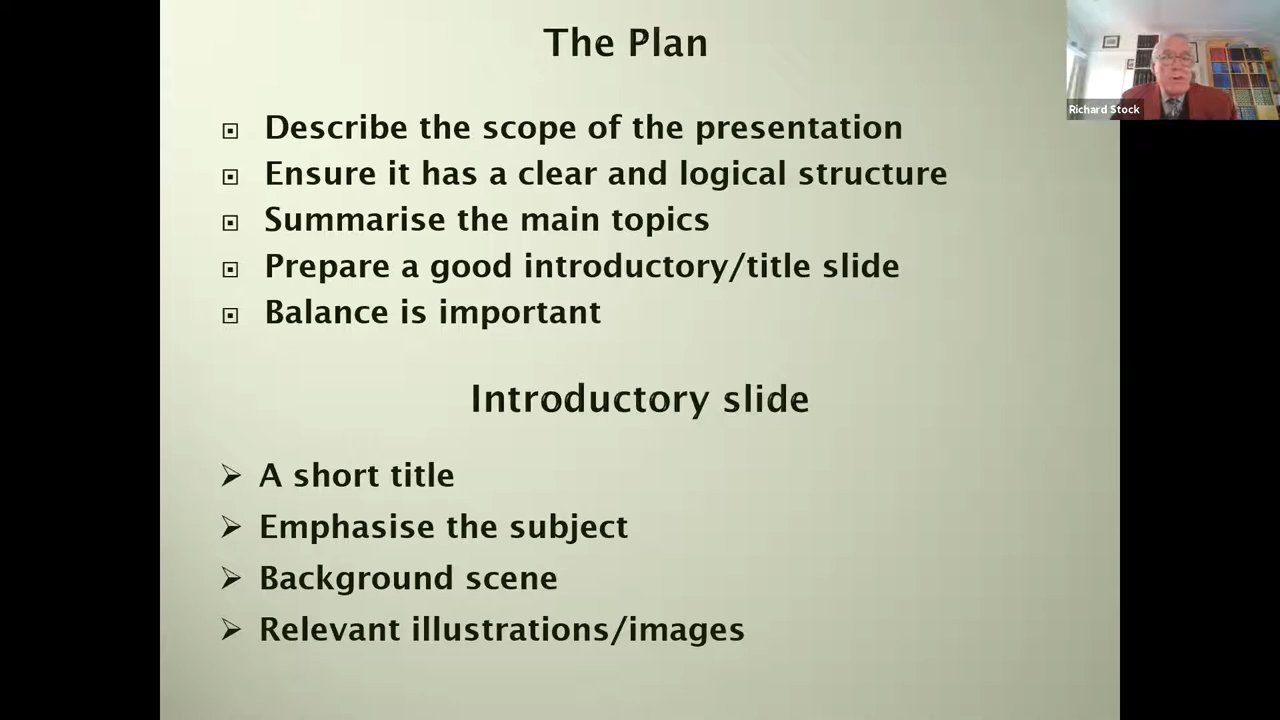 The Plan
Richard Stock
Describe the scope of the presentation
Ensure it has a clear and logical structure
Summarise the main topics
Prepare a good introductory/title slide
Balance is important
Introductory slide
A short title
Emphasise the subject
Background scene
Relevant illustrations/images